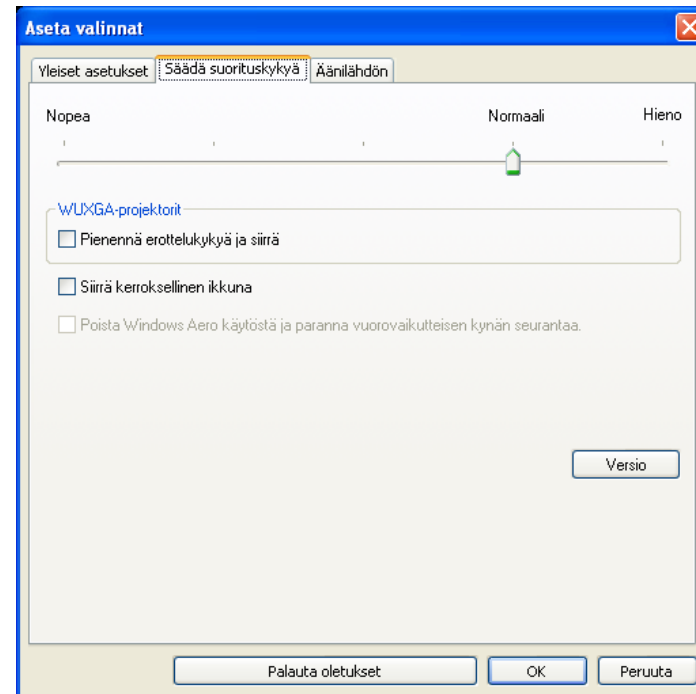 Aseta valinnat
Yleiset asetukset Säädä suorituskykyä Äänilähdön
Nopea Normaali Hieno
WUXGA-projektorit
Pienennä erottelukykyä ja siirrä
Siirrä kerroksellinen ikkuna
Poista Windows Aero käytöstä ja paranna vuorovaikutteisen kynän seurantaa.
Versio
Palauta oletukset OK Peruuta